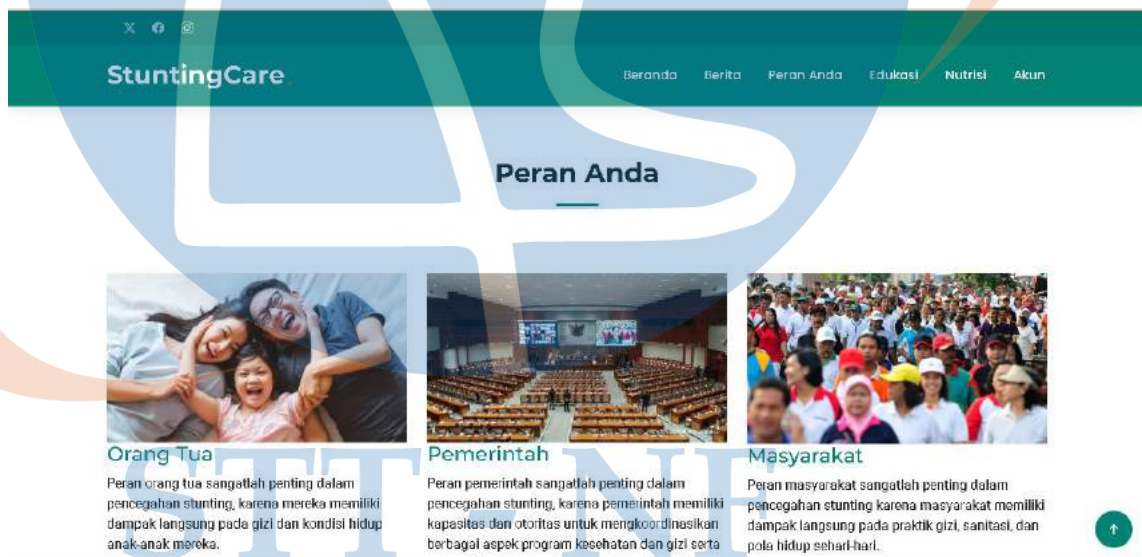 StuntingCare.
Beranda Berita Peran Anda Edukasi Nutrisi Akun
Peran Anda
Orang Tua
Peran orang tua sangatlah penting dalam
pencegahan stunting, karena mereka memiliki
dampak langsung pada gizi dan kondisi hidup
anak-anak mereka.
Pemerintah
Peran pemerintah sangatlah penting dalam
pencegahan stunting, karena pemerintah memiliki
kapasitas dan otoritas untuk mengkoordinasikan
berbagai aspek program kesehatan dan gizi serta
Masyarakat
Peran masyarakat sangatlah penting dalam
pencegahan stunting karena masyarakat memiliki
dampak langsung pada praktik gizi, sanitasi, dan
pola hidup sehari-hari.
STT - NF